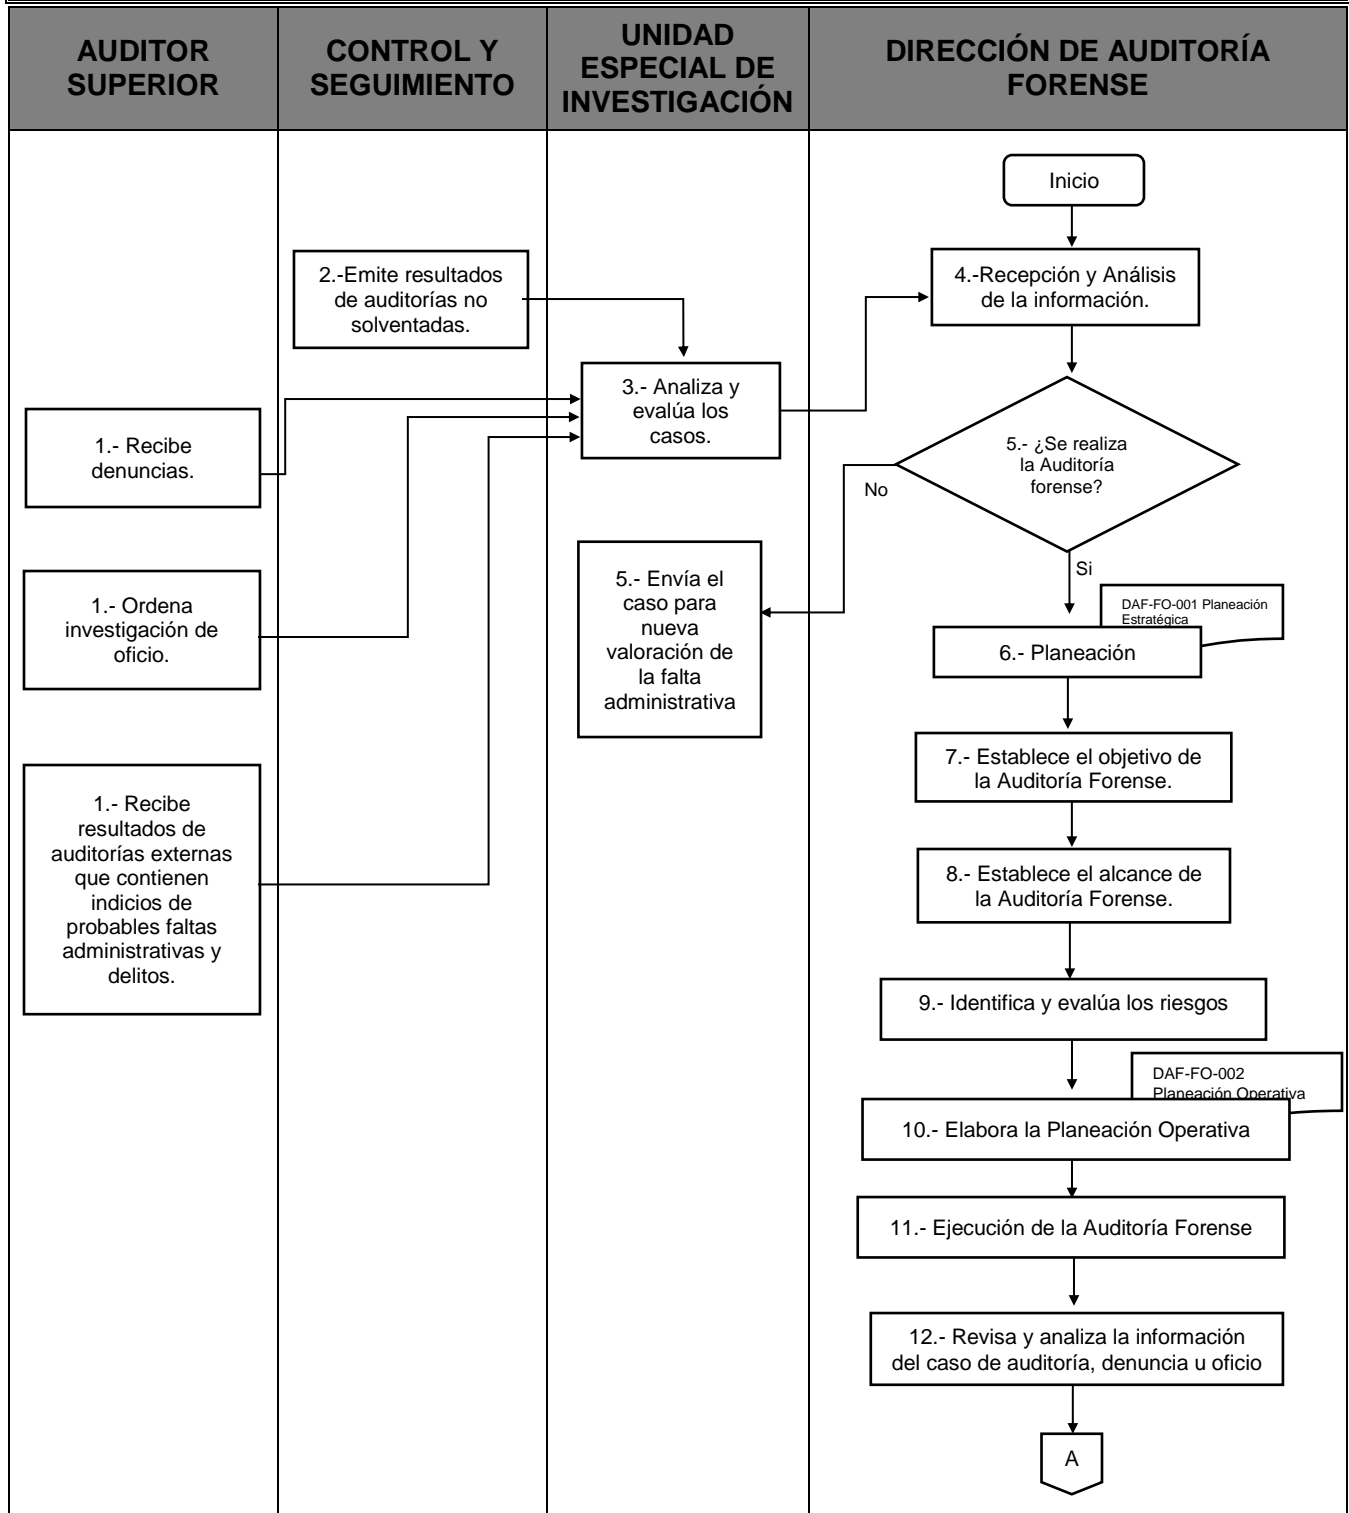 AUDITOR
SUPERIOR
CONTROL Y
SEGUIMIENTO
UNIDAD
ESPECIAL DE
INVESTIGACIÓN
DIRECCIÓN DE AUDITORÍA
FORENSE
Inicio
2.-Emite resultados
de auditorías no
solventadas.
4.-Recepción y Análisis
de la información.
3.- Analiza y
evalúa los
casos.
1.- Recibe
denuncias.
5.- ¿Se realiza
la Auditoría
forense?
No
Si
1.- Ordena
investigación de
oficio.
5.- Envía el
caso para
nueva
valoración de
la falta
administrativa
DAF-FO-001 Planeación
Estratégica
6.- Planeación
7.- Establece el objetivo de
la Auditoría Forense.
1.- Recibe
resultados de
auditorías externas
que contienen
indicios de
probables faltas
administrativas y
delitos.
8.- Establece el alcance de
la Auditoría Forense.
9.- Identifica y evalúa los riesgos
DAF-FO-002
Planeación Operativa
10.- Elabora la Planeación Operativa
11.- Ejecución de la Auditoría Forense
12.- Revisa y analiza la información
del caso de auditoría, denuncia u oficio
A